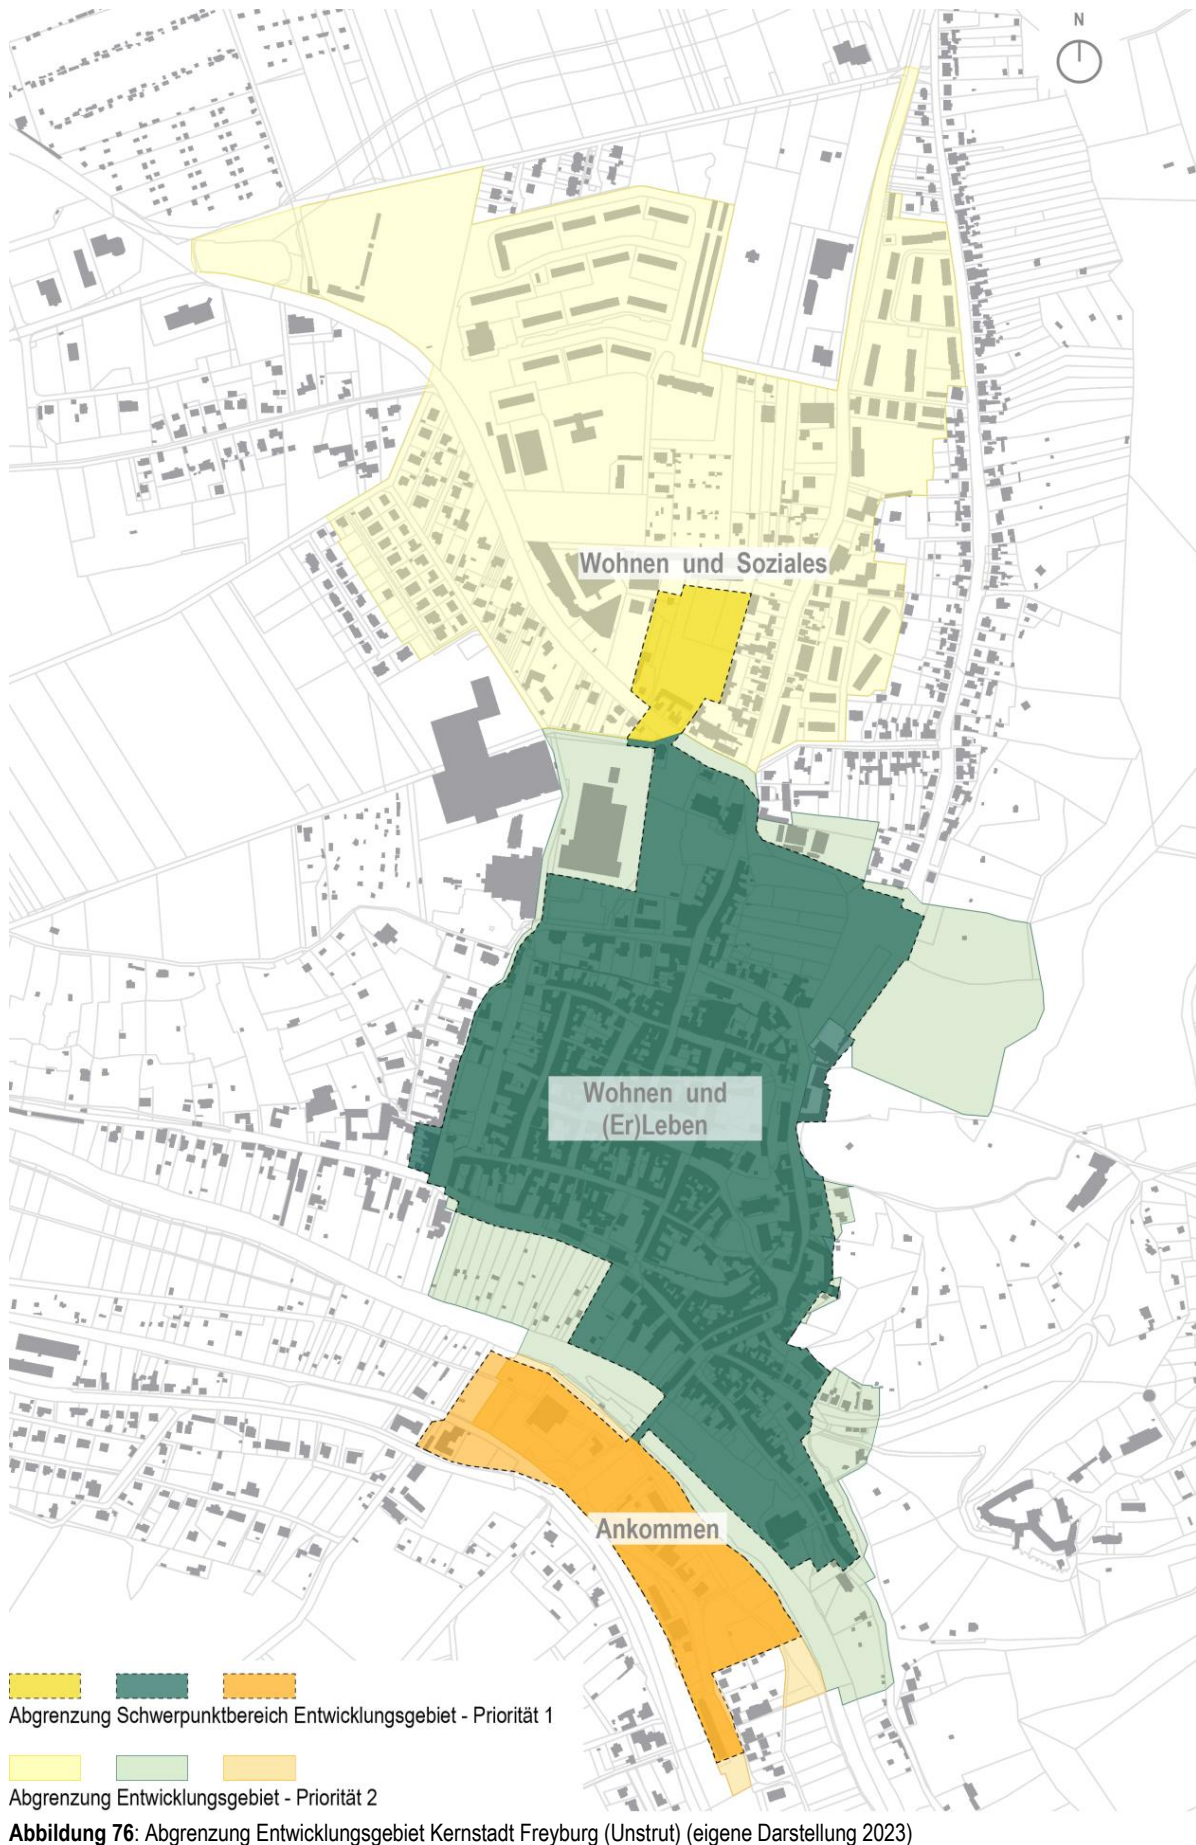 N
Wohnen und Soziales
Wohnen und
(Er)Leben
Ankommen
Abgrenzung Schwerpunktbereich Entwicklungsgebiet - Priorität 1
Abgrenzung Entwicklungsgebiet - Priorität 2
Abbildung 76: Abgrenzung Entwicklungsgebiet Kernstadt Freyburg (Unstrut) (eigene Darstellung 2023)